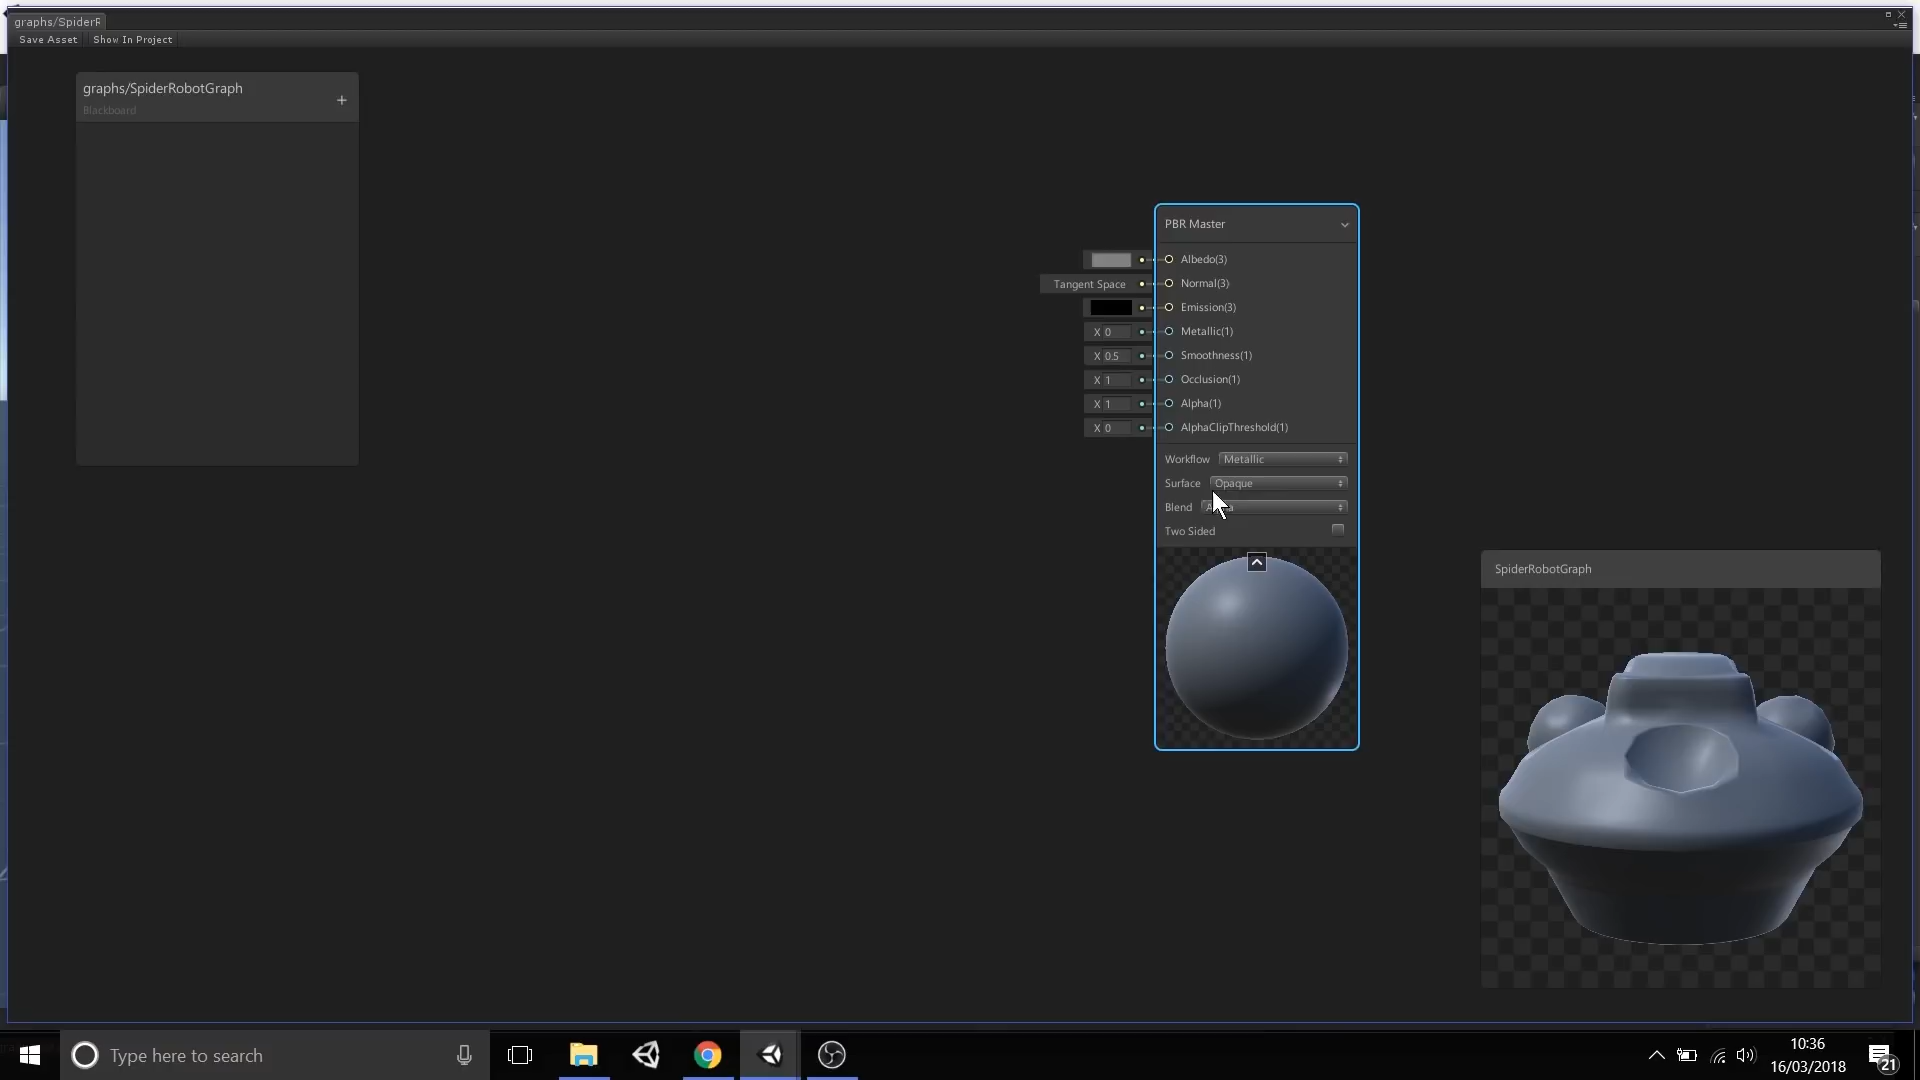 graphs/SpiderR
Save Asset
Show In Project
graphs/SpiderRobotGraph
+
Blackboard
PBR Master
Albedo(3)
Tangent Space
Normal(3)
Emission(3)
X 0
Metallic(1)
X 0.5
Smoothness(1)
X 1
Occlusion(1)
X 1
Alpha(1)
X 0
AlphaClipThreshold(1)
Workflow
Metallic
Surface
Opaque
Blend
Two Sided
SpiderRobotGraph
Type here to search
10:36
16/03/2018
21